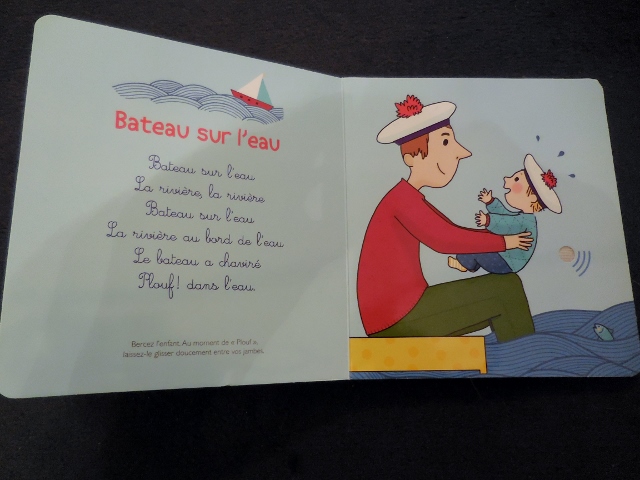 Bateau sur l'eau
Bateau sur l'eau
La rivière, la rivière
Bateau sur l'eau
La rivière au bord de l'eau
Le bateau a chaviré
Plouf ! dans l'eau.
Bercez l'enfant. Au moment de « Plouf »,
laissez-le glisser doucement entre vos jambes.